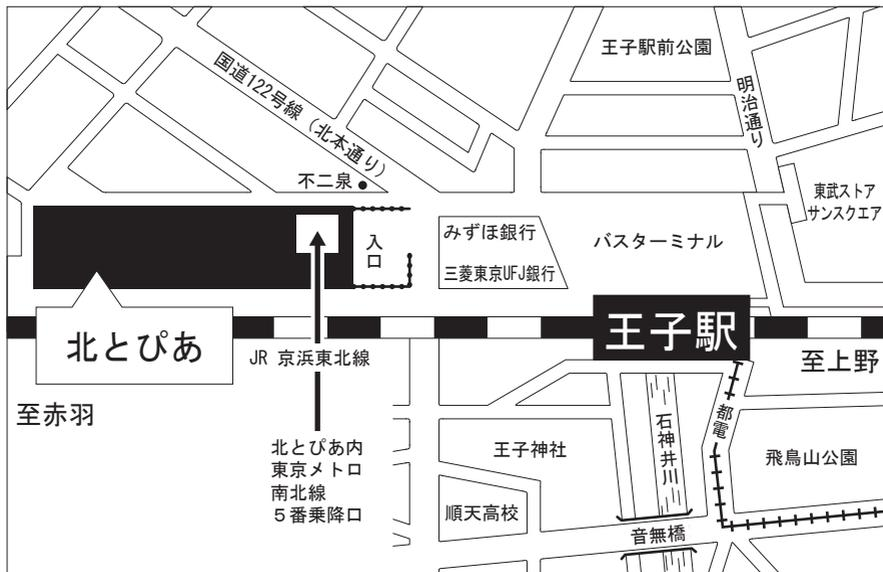 王子駅前公園
国道122号線(北本通り)
明治通り
不二泉
東武ストア
サンスクエア
入口
みずほ銀行
三菱東京UFJ銀行
バスターミナル
王子駅
北とぴあ
JR 京浜東北線
至上野
至赤羽
都電
石神井川
北とぴあ内
東京メトロ
南北線
5番乗降口
王子神社
飛鳥山公園
順天高校
音無橋